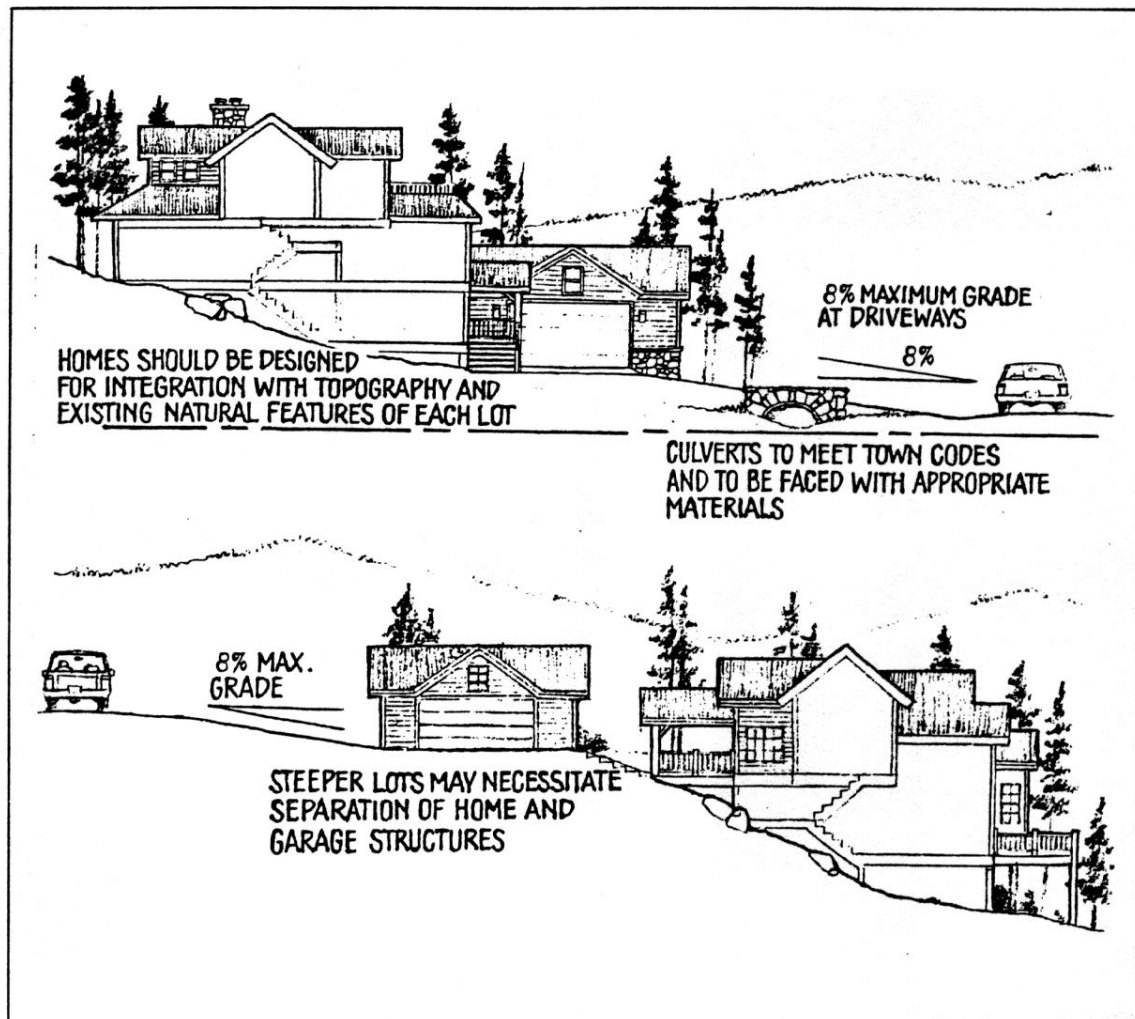 8% MAXIMUM GRADE
AT DRIVEWAYS
8%
HOMES SHOULD BE DESIGNED
FOR INTEGRATION WITH TOPOGRAPHY AND
EXISTING NATURAL FEATURES OF EACH LOT
CULVERTS TO MEET TOWN CODES
AND TO BE FACED WITH APPROPRIATE
MATERIALS
8% MAX.
GRADE
STEEPER LOTS MAY NECESSITATE
SEPARATION OF HOME AND
GARAGE STRUCTURES